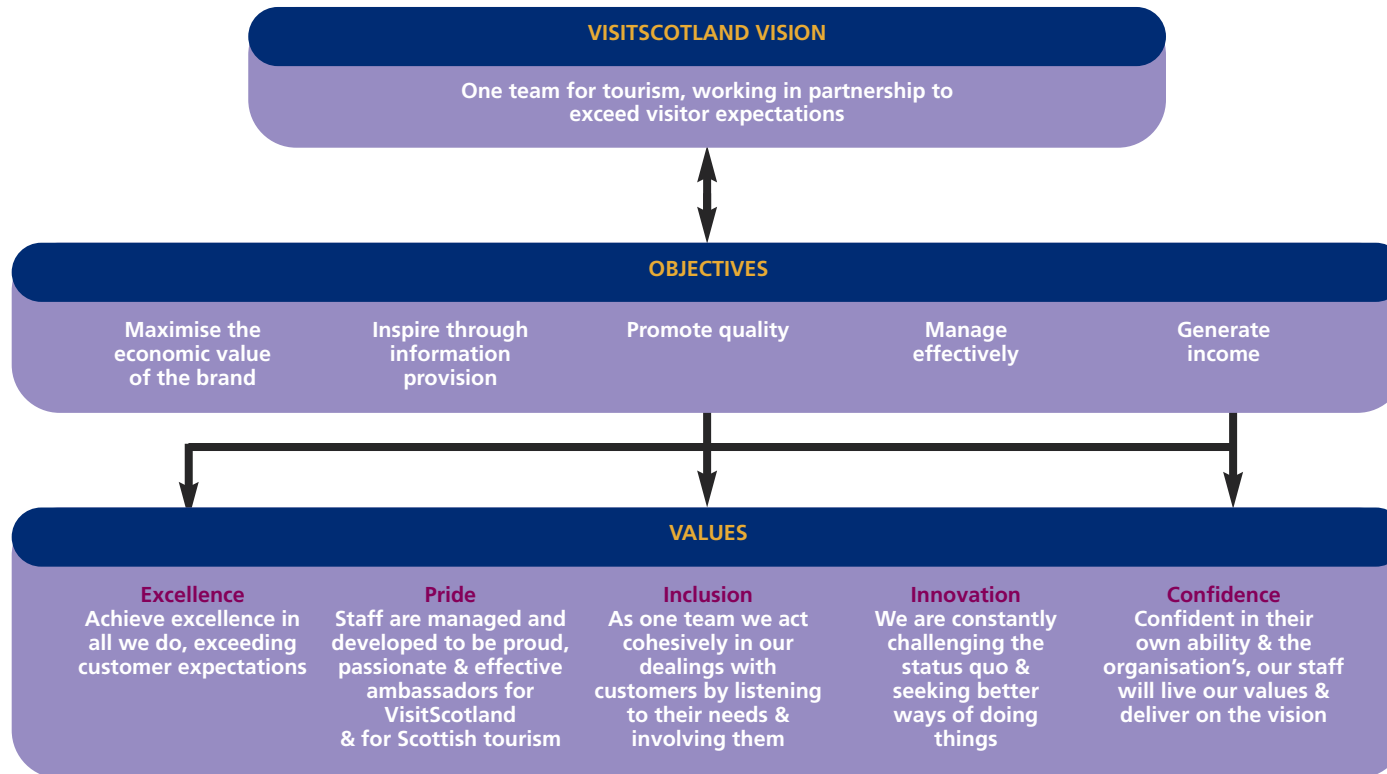 VISITSCOTLAND VISION
One team for tourism, working in partnership to
exceed visitor expectations
OBJECTIVES
Maximise the
economic value
of the brand
Inspire through
information
provision
Promote quality
Manage
effectively
Generate
income
VALUES
Excellence
Achieve excellence in
all we do, exceeding
customer expectations
Pride
Staff are managed and
developed to be proud,
passionate & effective
ambassadors for
VisitScotland
& for Scottish tourism
Inclusion
As one team we act
cohesively in our
dealings with
customers by listening
to their needs &
involving them
Innovation
We are constantly
challenging the
status quo &
seeking better
ways of doing
things
Confidence
Confident in their
own ability & the
organisation's, our staff
will live our values &
deliver on the vision